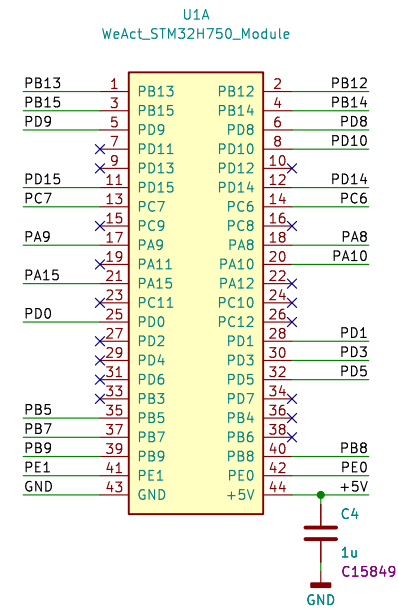 U1A
WeAct_STM32H750_Module
PB13 1 PB13 PB12 2 PB12
PB15 3 PB15 PB14 4 PB14
PD9 5 PD9 PD8 6 PD8
7 PD11 PD10 8 PD10
9 PD13 PD12 10
PD15 11 PD15 PD14 12 PD14
PC7 13 PC7 PC6 14 PC6
15 PC9 PC8 16
PA9 17 PA9 PA8 18 PA8
19 PA11 PA10 20 PA10
PA15 21 PA15 PA12 22
23 PC11 PC10 24
PD0 25 PD0 PC12 26
27 PD2 PD1 28 PD1
29 PD4 PD3 30 PD3
31 PD6 PD5 32 PD5
33 PB3 PD7 34
PB5 35 PB5 PB4 36
PB7 37 PB7 PB6 38
PB9 39 PB9 PB8 40 PB8
PE1 41 PE1 PE0 42 PE0
GND 43 GND +5V 44 +5V
C4
1u
C15849
GND